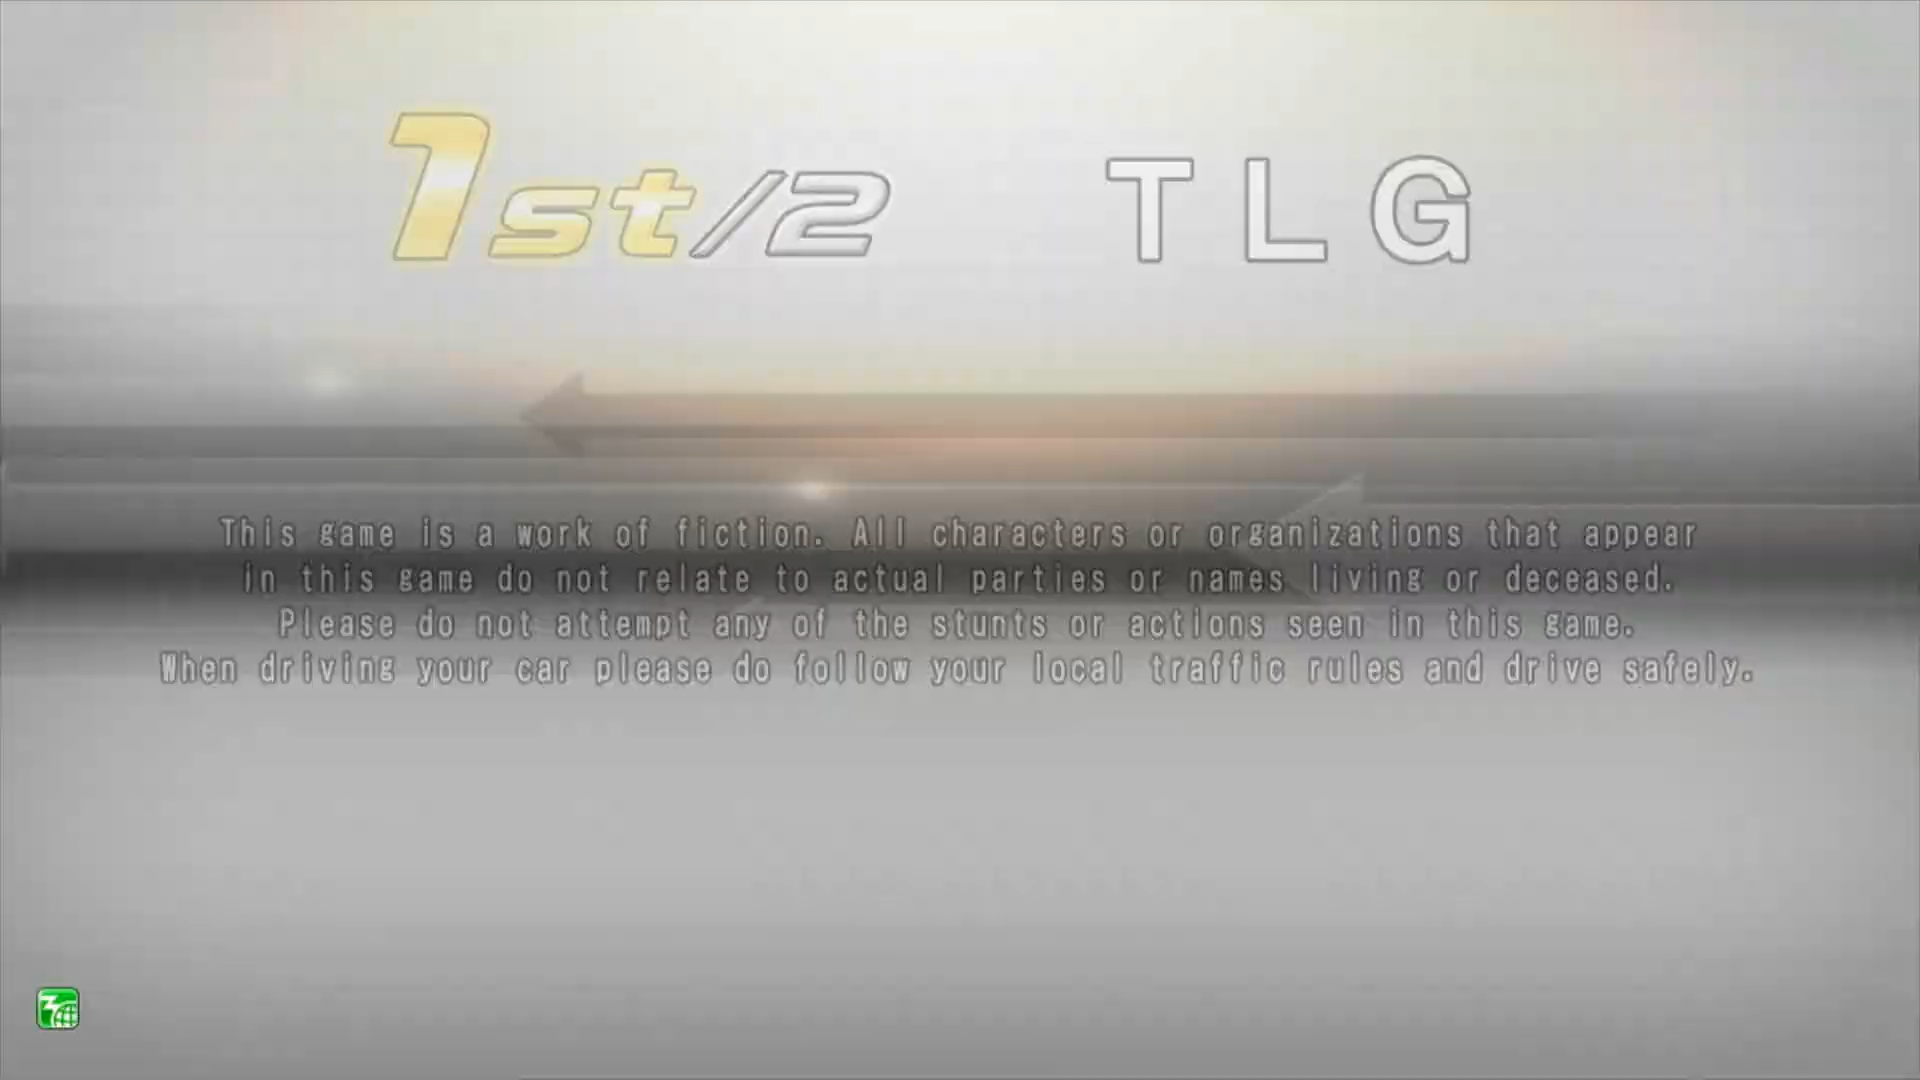 1st/2 TLG
This game is a work of fiction. All characters or organizations that appear
in this game do not relate to actual parties or names living or deceased.
Please do not attempt any of the stunts or actions seen in this game.
When driving your car please do follow your local traffic rules and drive safely.